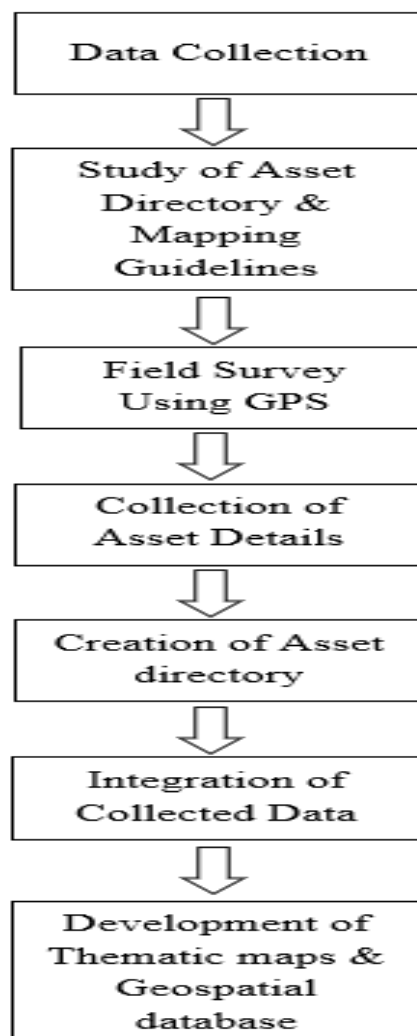 Data Collection
Study of Asset
Directory &
Mapping
Guidelines
Field Survey
Using GPS
Collection of
Asset Details
Creation of Asset
directory
Integration of
Collected Data
Development of
Thematic maps &
Geospatial
database